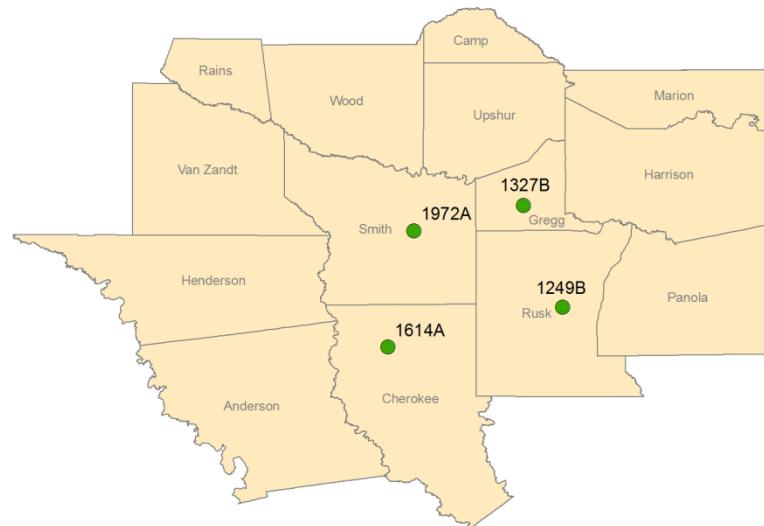 Camp
Rains
Wood
Marion
Upshur
Van Zandt
Harrison
1327B
1972A
Gregg
Smith
Henderson
1249B
Panola
Rusk
1614A
Cherokee
Anderson